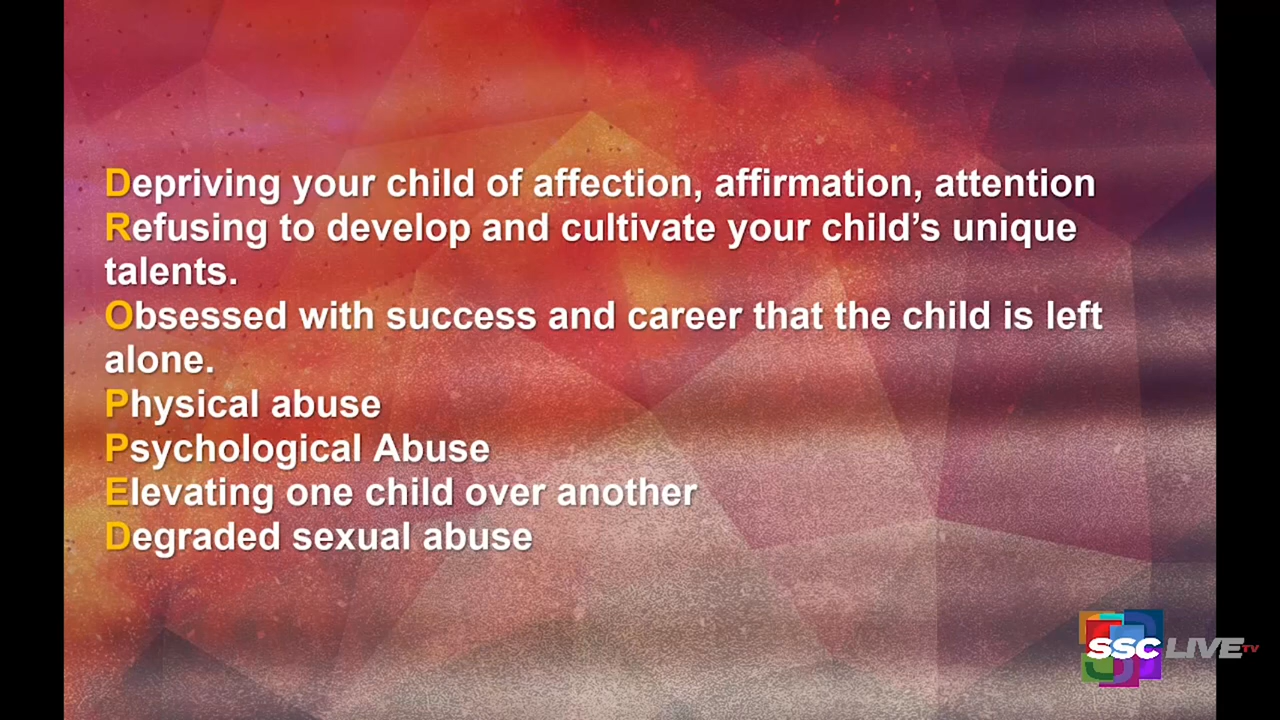 Depriving your child of affection, affirmation, attention
Refusing to develop and cultivate your child’s unique
talents.
Obsessed with success and career that the child is left
alone.
Physical abuse
Psychological Abuse
Elevating one child over another
Degraded sexual abuse
SSC LIVE TV